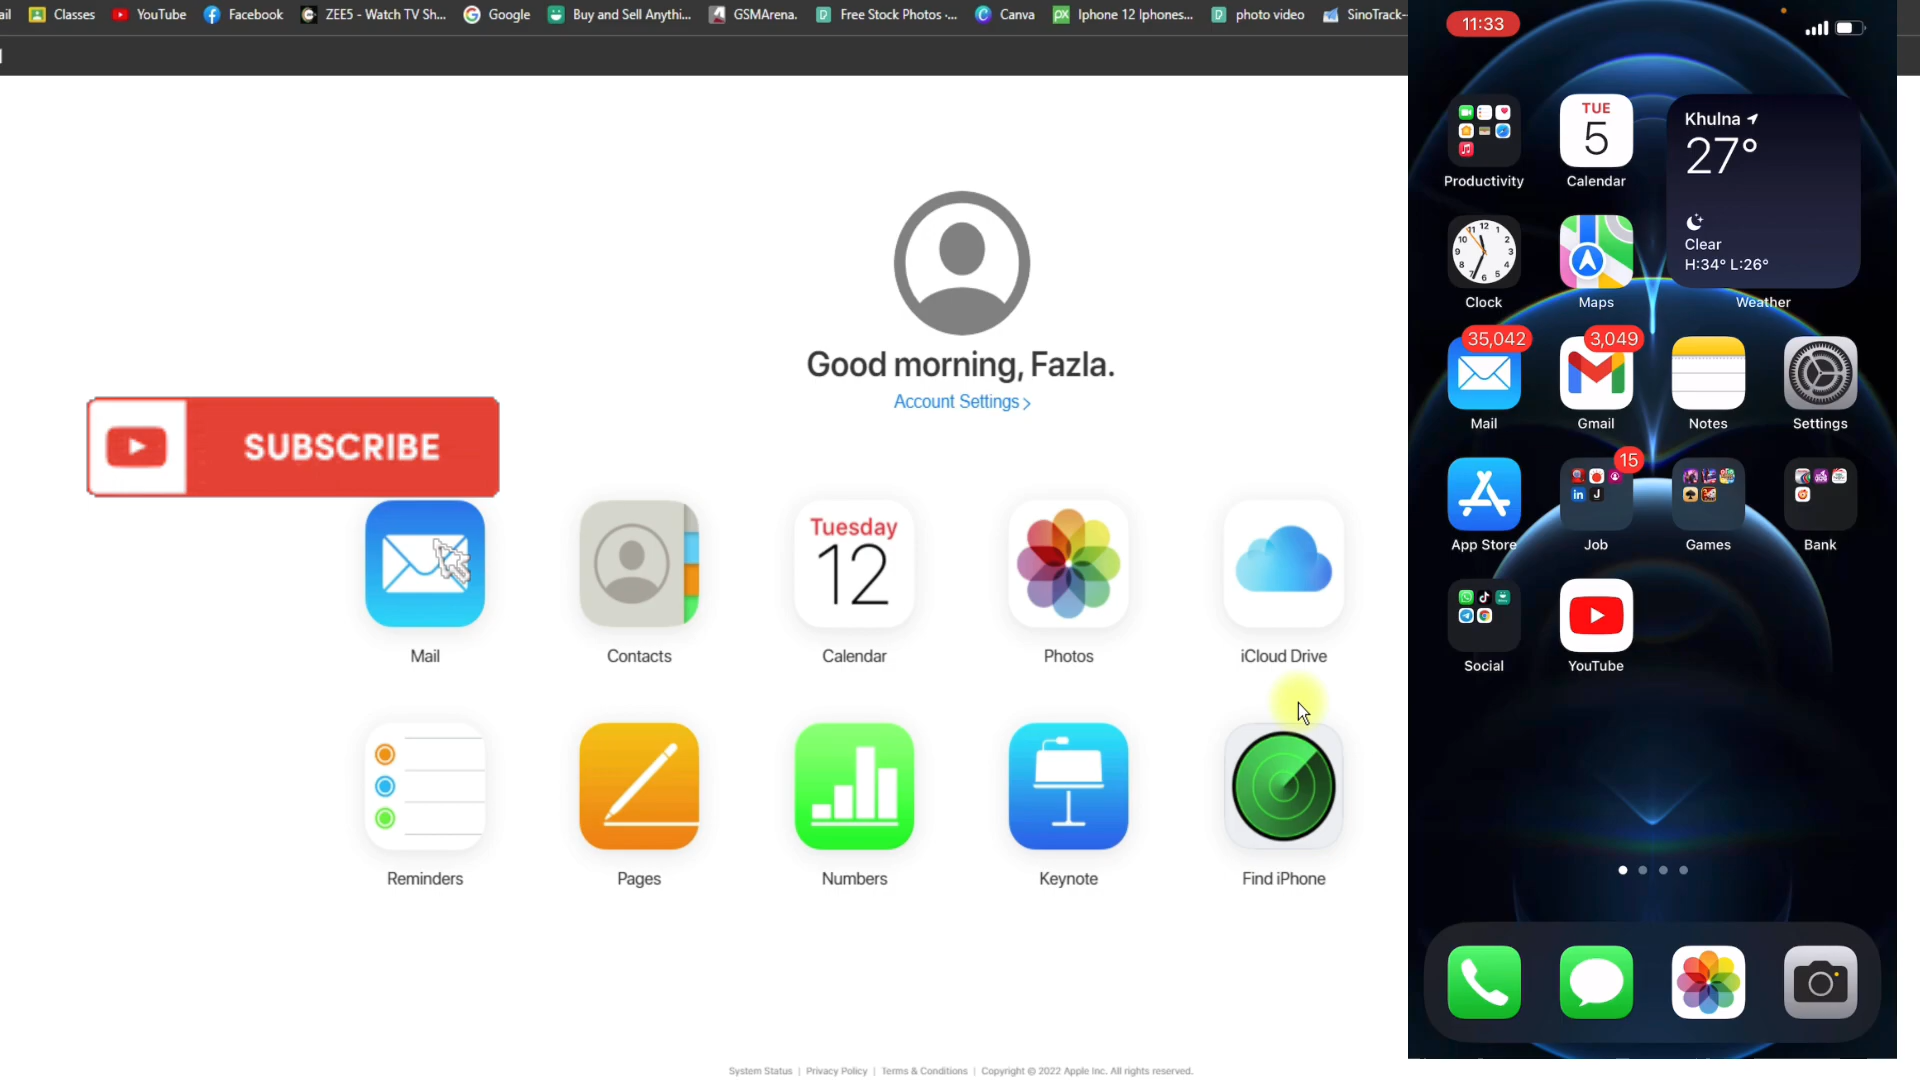 ail Classes YouTube Facebook ZEE5 - Watch TV Sh... Google Buy and Sell Anythi... GSMArena. Free Stock Photos -... Canva Iphone 12 Iphones... photo video SinoTrack-
Good morning, Fazla.
Account Settings >
SUBSCRIBE
Tuesday
12
Mail Contacts Calendar Photos iCloud Drive
Reminders Pages Numbers Keynote Find iPhone
System Status | Privacy Policy | Terms & Conditions | Copyright © 2022 Apple Inc. All rights reserved.
11:33
TUE
5
Khulna
27°
Productivity Calendar
Clear
H:34° L:26°
Clock Maps Weather
35,042 3,049
Mail Gmail Notes Settings
15
App Store Job Games Bank
Social YouTube